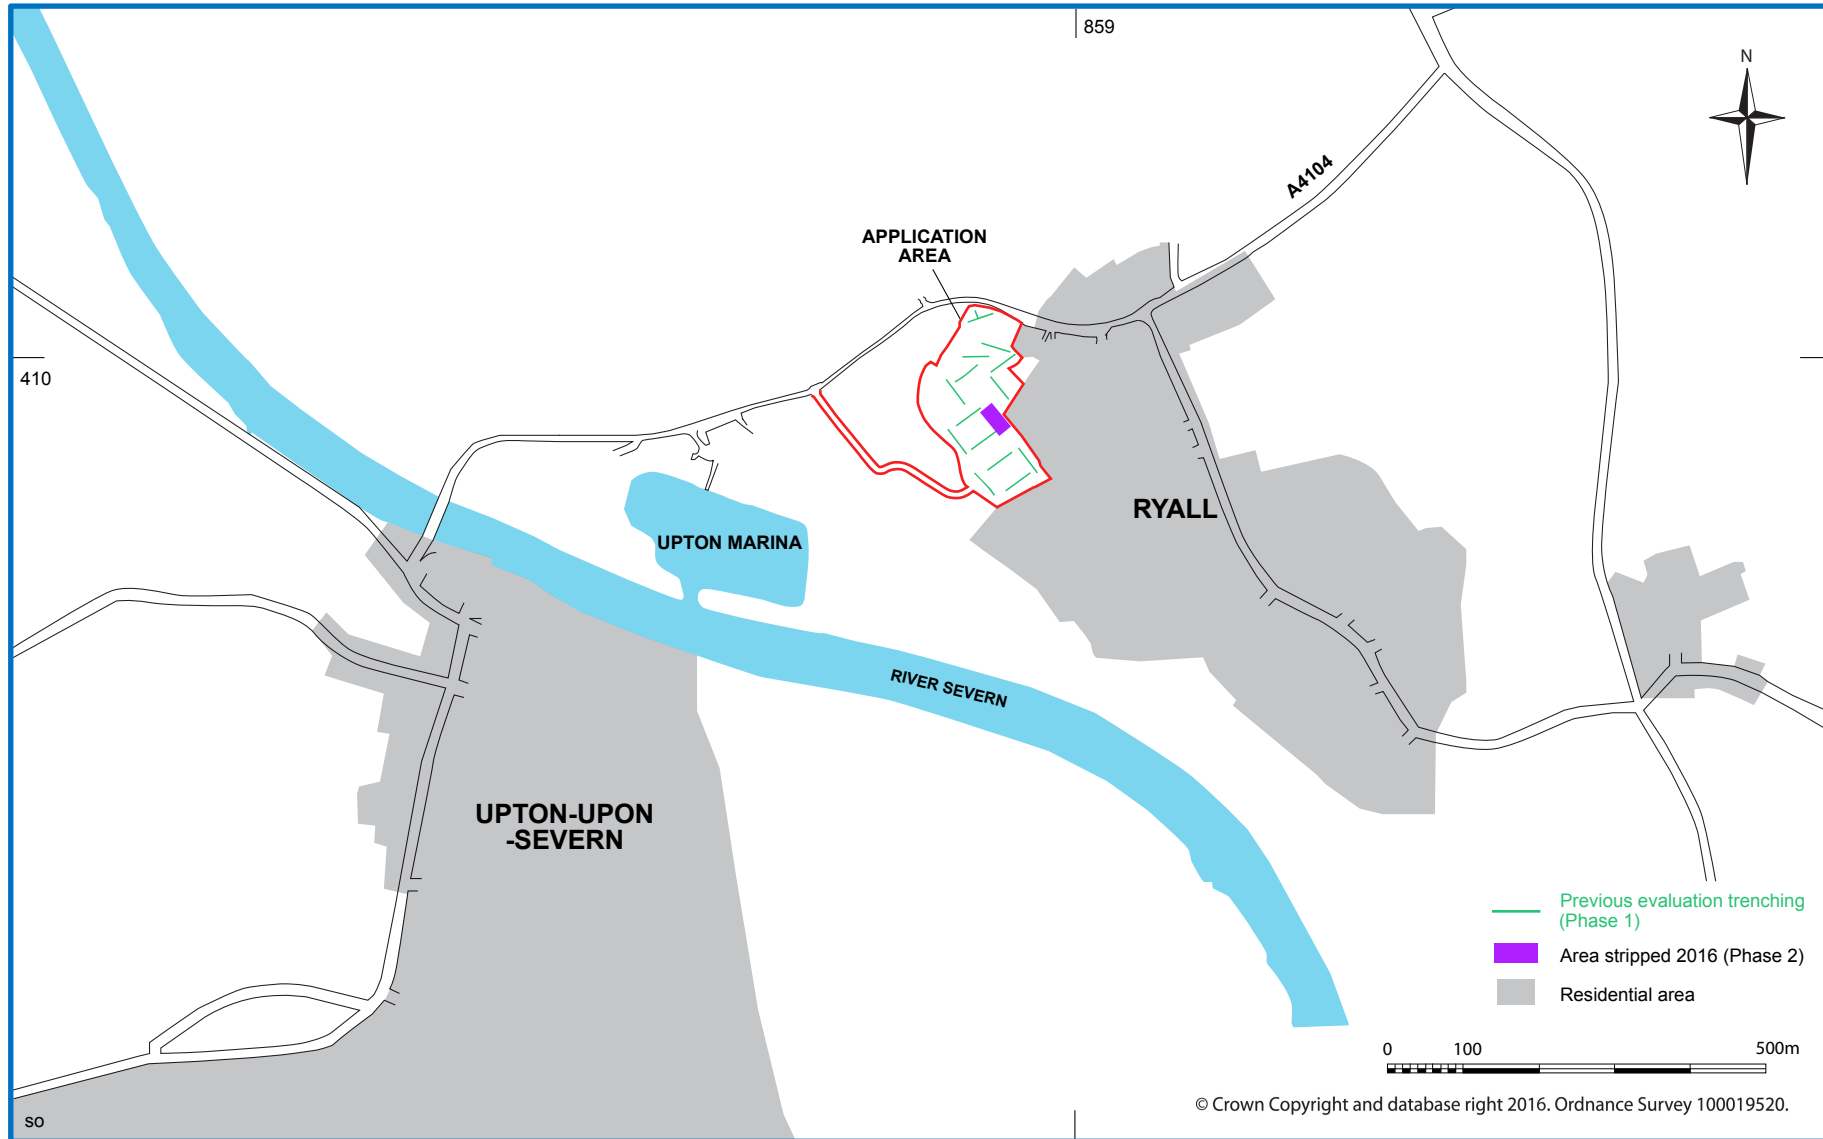 859
N
A4104
APPLICATION
AREA
410
RYALL
UPTON MARINA
RIVER SEVERN
UPTON-UPON
-SEVERN
Previous evaluation trenching
(Phase 1)
Area stripped 2016 (Phase 2)
Residential area
0 100 500m
© Crown Copyright and database right 2016. Ordnance Survey 100019520.
SO